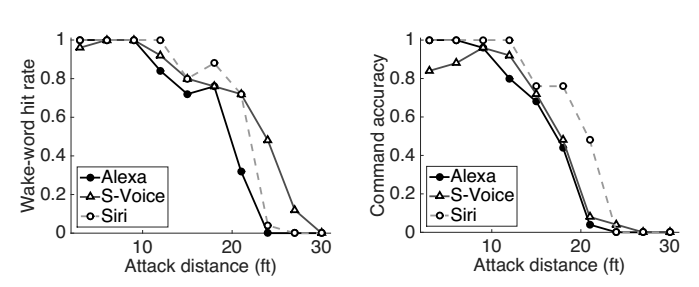 1
0.8
0.6
0.4
0.2
0
10
20
30
Wake-word hit rate
Attack distance (ft)
Alexa
S-Voice
Siri
1
0.8
0.6
0.4
0.2
0
10
20
30
Command accuracy
Attack distance (ft)
Alexa
S-Voice
Siri